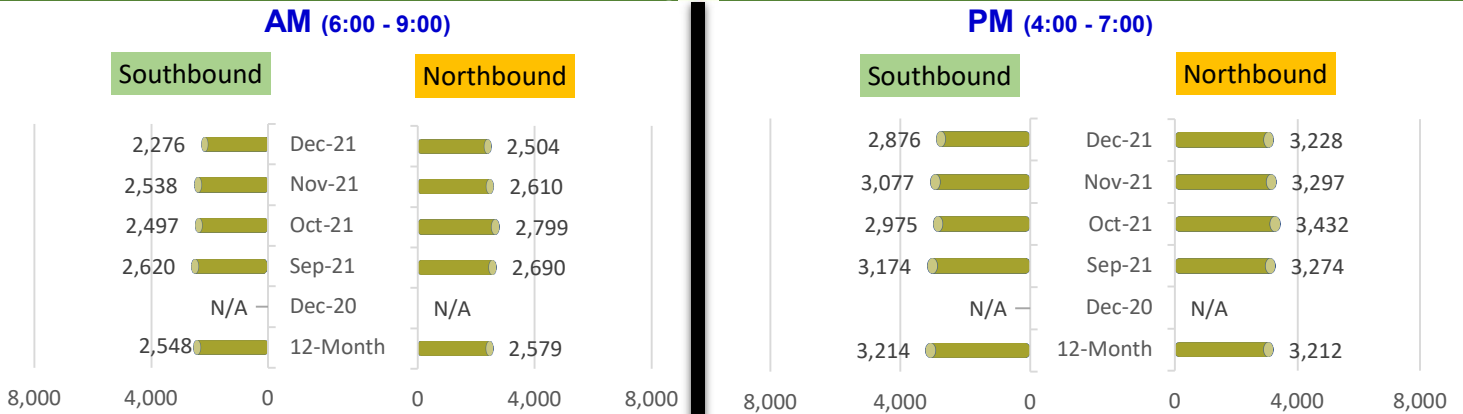 AM (6:00 - 9:00)
Southbound Northbound
2,276 Dec-21 2,504
2,538 Nov-21 2,610
2,497 Oct-21 2,799
2,620 Sep-21 2,690
N/A Dec-20 N/A
2,548 12-Month 2,579
8,000 4,000 0 0 4,000 8,000
PM (4:00 - 7:00)
Southbound Northbound
2,876 Dec-21 3,228
3,077 Nov-21 3,297
2,975 Oct-21 3,432
3,174 Sep-21 3,274
N/A Dec-20 N/A
3,214 12-Month 3,212
8,000 4,000 0 0 4,000 8,000